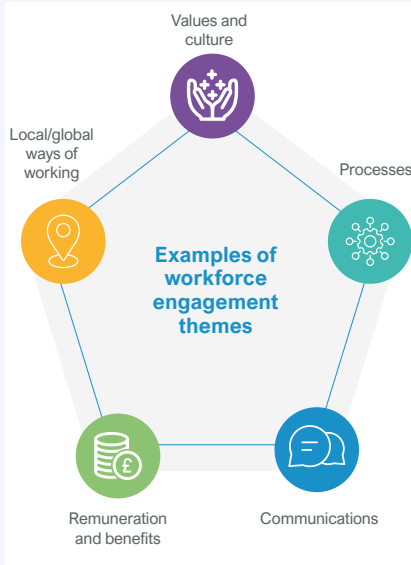 Values and
culture
Local/global
ways of
working
Processes
Examples of
workforce
engagement
themes
£
Remuneration
and benefits
Communications